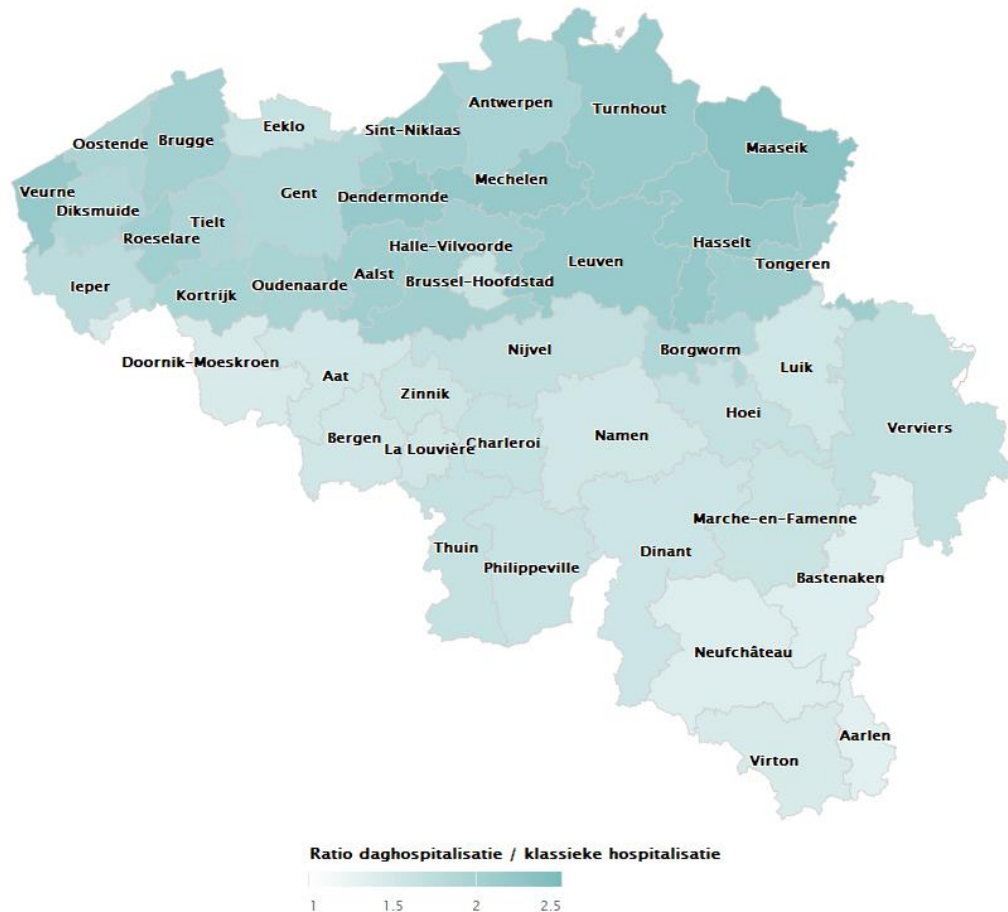 Antwerpen
Turnhout
Eeklo
Sint-Niklaas
Oostende
Brugge
Maaseik
Mechelen
Veurne
Gent
Dendermonde
Diksmuide
Tielt
Roeselare
Halle-Vilvoorde
Hasselt
Leuven
Tongeren
Aalst
Brussel-Hoofdstad
Ieper
Oudenaarde
Kortrijk
Nijvel
Borgworm
Doornik-Moeskroen
Luik
Aat
Zinnik
Hoei
Verviers
Bergen
La Louvière
Charleroi
Namen
Marche-en-Famenne
Thuin
Dinant
Philippeville
Bastenaken
Neufchâteau
Aarlen
Virton
Ratio daghospitalisatie / klassieke hospitalisatie
1 1.5 2 2.5